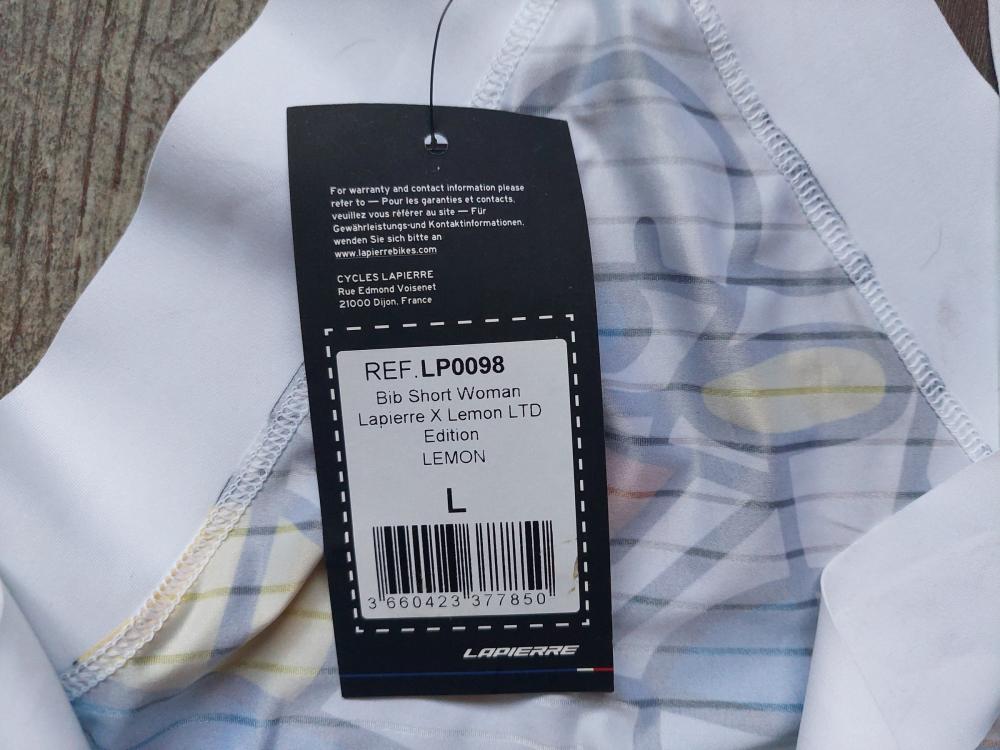 For warranty and contact information please
refer to — Pour les garanties et contacts,
veuillez vous référer au site — Für
Gewährleistungs-und Kontaktinformationen,
wenden Sie sich bitte an
www.lapierrebikes.com
CYCLES LAPIERRE
Rue Edmond Voisenet
21000 Dijon, France
REF.LP0098
Bib Short Woman
Lapierre X Lemon LTD
Edition
LEMON
L
3 660423 377850
LAPIERRE